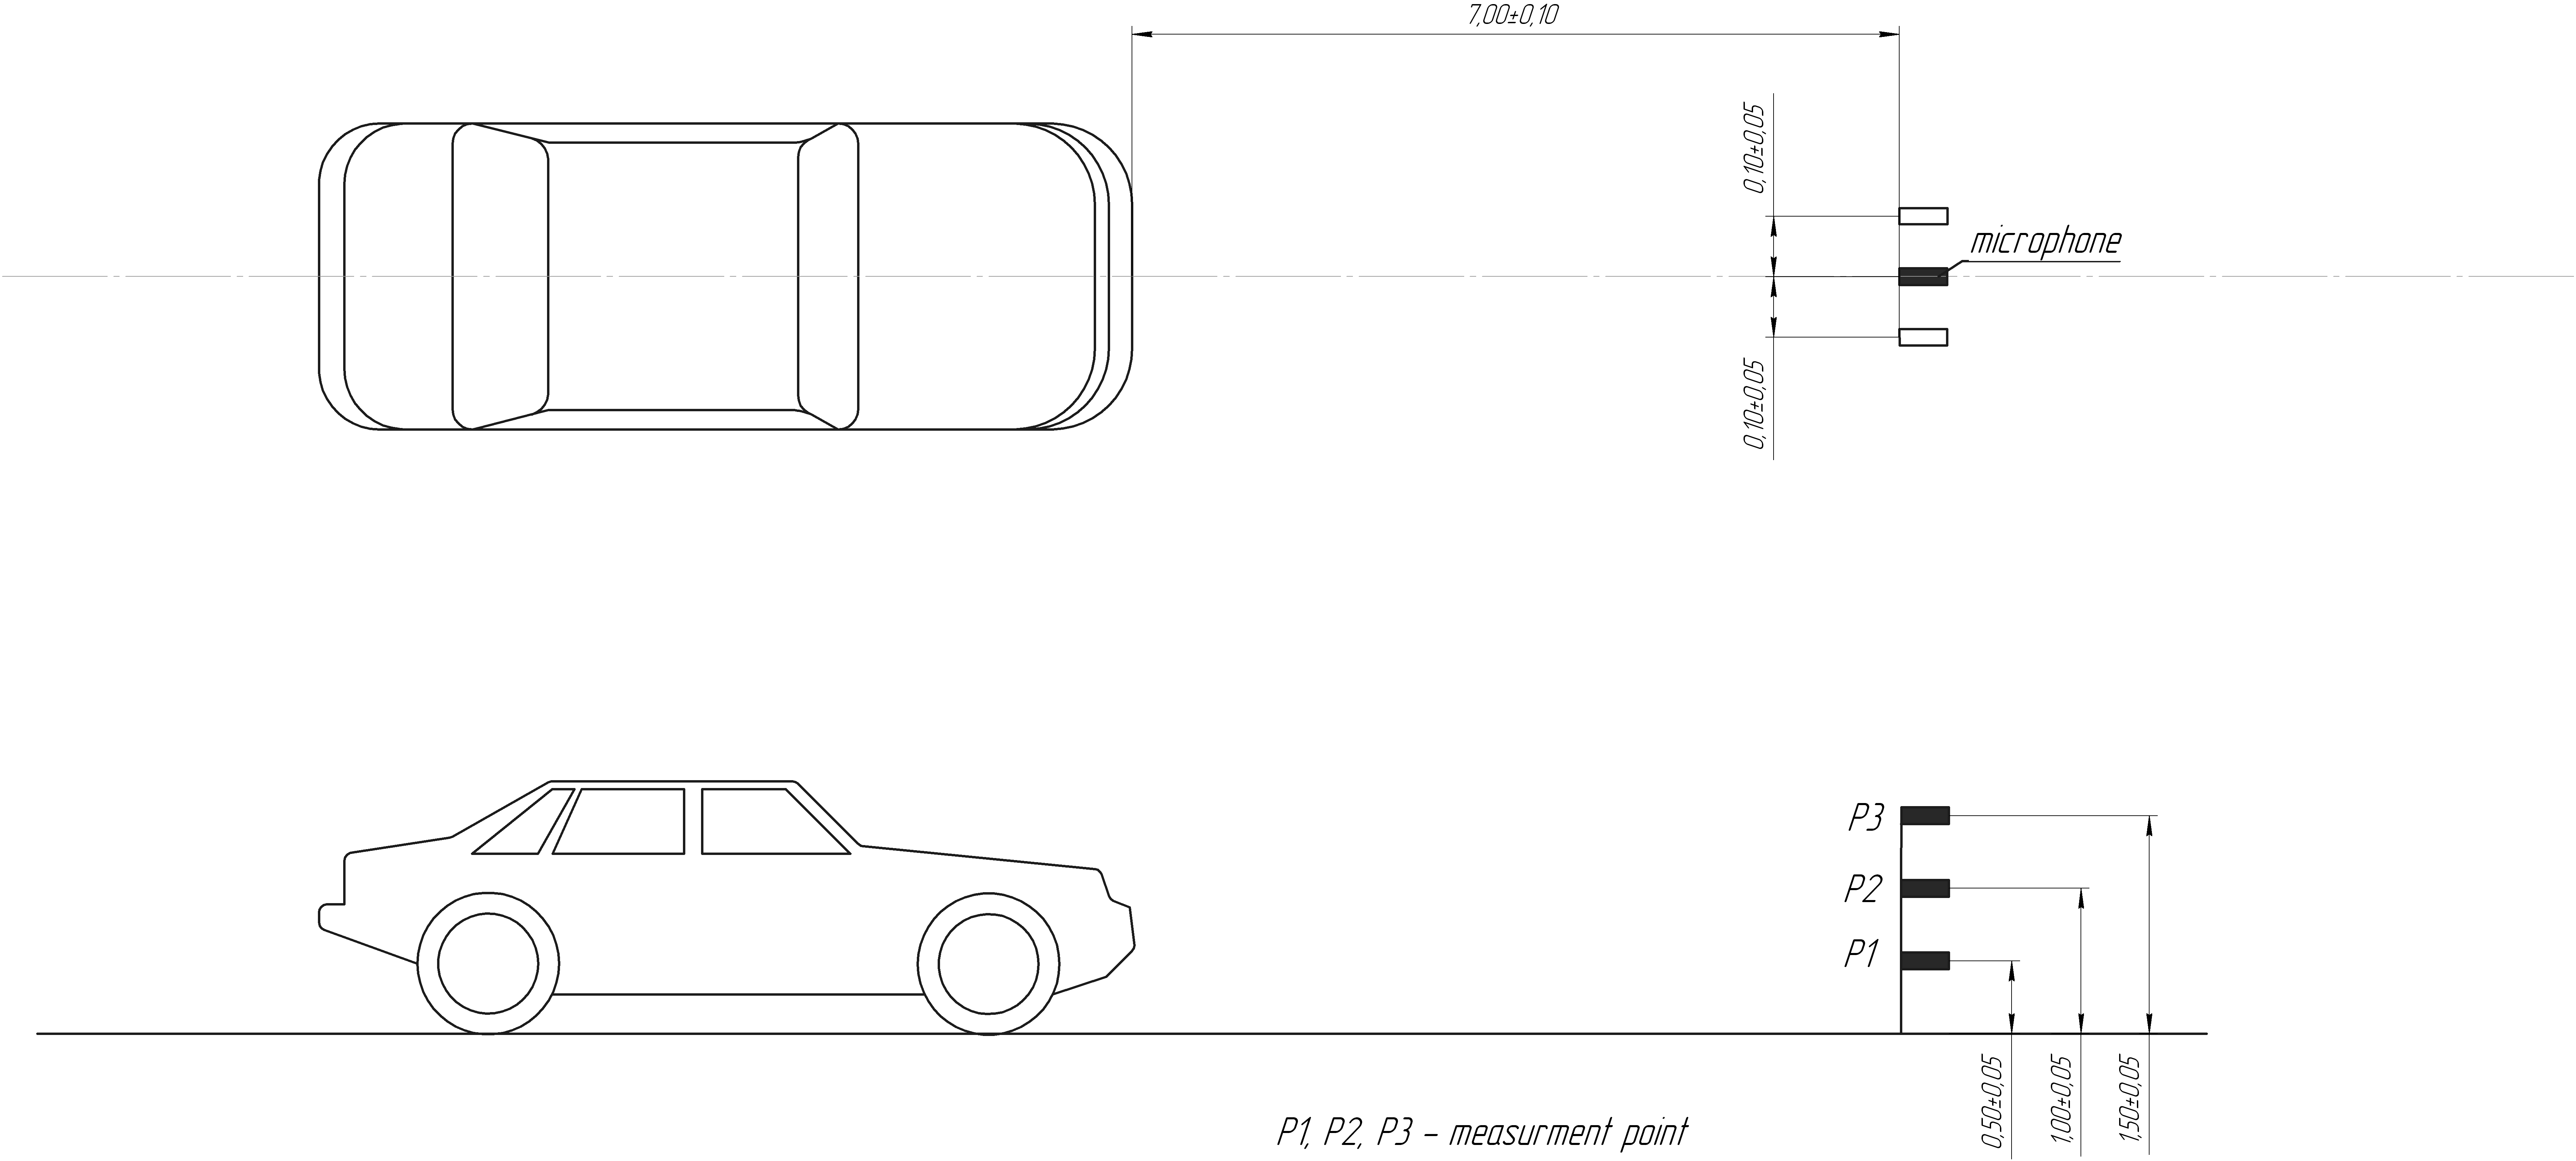 7,00±0,10
0,10±0,05
microphone
0,10±0,05
P3
P2
P1
0,50±0,05
1,00±0,05
1,50±0,05
P1, P2, P3 – measurment point